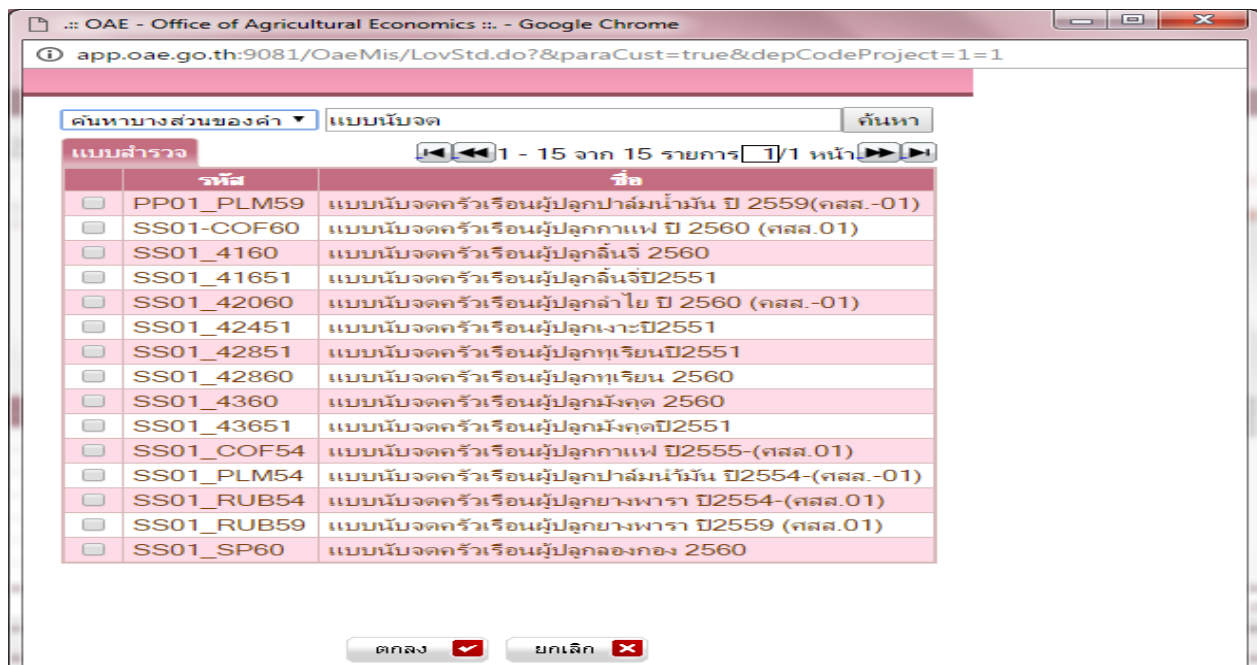 .:: OAE - Office of Agricultural Economics ::. - Google Chrome
app.oae.go.th:9081/OaeMis/LovStd.do?&paraCust=true&depCodeProject=1=1
ค้นหาบางส่วนของคำ แบบนับจด ค้นหา
แบบสำรวจ 1 - 15 จาก 15 รายการ 1/1 หน้า
รหัส ชื่อ
PP01_PLM59 แบบนับจดครัวเรือนผู้ปลูกปาล์มน้ำมัน ปี 2559(ศสส.-01)
SS01-COF60 แบบนับจดครัวเรือนผู้ปลูกกาแฟ ปี 2560 (ศสส.01)
SS01_4160 แบบนับจดครัวเรือนผู้ปลูกลิ้นจี่ 2560
SS01_41651 แบบนับจดครัวเรือนผู้ปลูกลิ้นจี่ปี2551
SS01_42060 แบบนับจดครัวเรือนผู้ปลูกลำไย ปี 2560 (ศสส.-01)
SS01_42451 แบบนับจดครัวเรือนผู้ปลูกเงาะปี2551
SS01_42851 แบบนับจดครัวเรือนผู้ปลูกทุเรียนปี2551
SS01_42860 แบบนับจดครัวเรือนผู้ปลูกทุเรียน 2560
SS01_4360 แบบนับจดครัวเรือนผู้ปลูกมังคุด 2560
SS01_43651 แบบนับจดครัวเรือนผู้ปลูกมังคุดปี2551
SS01_COF54 แบบนับจดครัวเรือนผู้ปลูกกาแฟ ปี2555-(ศสส.01)
SS01_PLM54 แบบนับจดครัวเรือนผู้ปลูกปาล์มน้ำมัน ปี2554-(ศสส.-01)
SS01_RUB54 แบบนับจดครัวเรือนผู้ปลูกยางพารา ปี2554-(ศสส.01)
SS01_RUB59 แบบนับจดครัวเรือนผู้ปลูกยางพารา ปี2559 (ศสส.01)
SS01_SP60 แบบนับจดครัวเรือนผู้ปลูกลองกอง 2560
ตกลง ยกเลิก